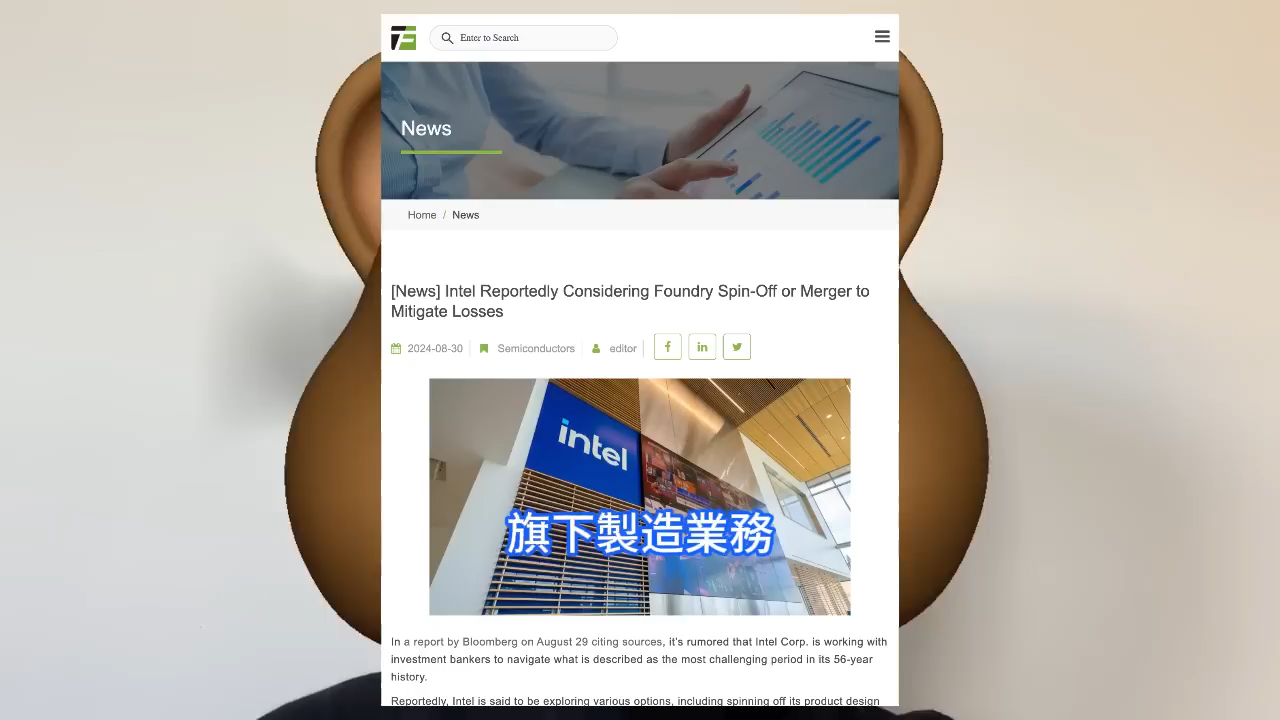 Enter to Search
News
Home / News
[News] Intel Reportedly Considering Foundry Spin-Off or Merger to
Mitigate Losses
2024-08-30 Semiconductors editor
intel
旗下製造業務
In a report by Bloomberg on August 29 citing sources, it's rumored that Intel Corp. is working with
investment bankers to navigate what is described as the most challenging period in its 56-year
history.
Reportedly, Intel is said to be exploring various options, including spinning off its product design